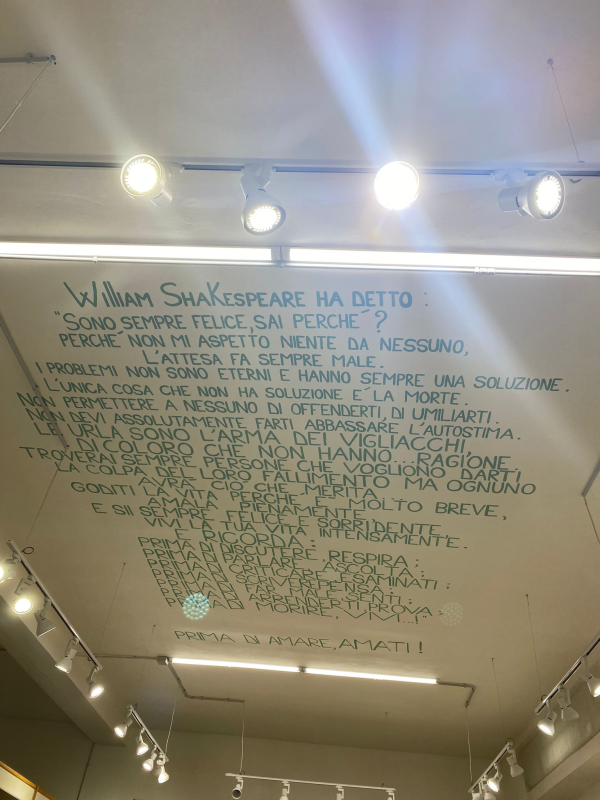 William Shakespeare ha detto :
"Sono sempre felice, sai perché ?
Perché non mi aspetto niente da nessuno,
L'attesa fa sempre male.
I problemi non sono eterni e hanno sempre una soluzione.
L'unica cosa che non ha soluzione e' la morte.
Non permettere a nessuno di offenderti, di umiliarti.
Non devi assolutamente farti abbassare l'autostima.
Le urla sono l'arma dei vigliacchi,
di coloro che non hanno ragione.
Troverai sempre persone che vogliono darti
la colpa del loro fallimento ma ognuno
avra' cio' che merita.
Goditi la vita perche' e' molto breve,
amala pienamente
e sii sempre felice e sorridente
Vivi la tua vita intensamente.
E ricorda:
Prima di discutere, respira;
Prima di parlare, ascolta;
Prima di criticare, esaminati;
Prima di scrivere, pensa;
Prima di
Prima di
Prima di morire, vivi...!"
Prima di amare, amati!